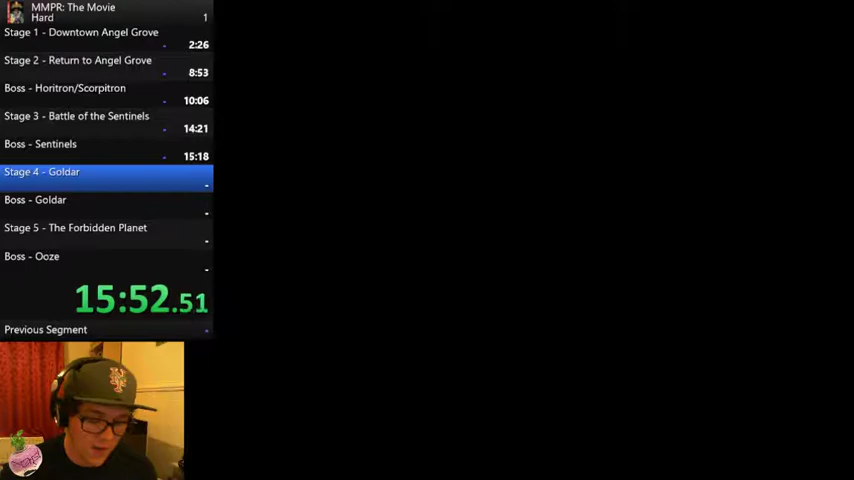 MMPR: The Movie
Hard 1
Stage 1 - Downtown Angel Grove
- 2:26
Stage 2 - Return to Angel Grove
- 8:53
Boss - Horitron/Scorpitron
- 10:06
Stage 3 - Battle of the Sentinels
- 14:21
Boss - Sentinels
- 15:18
Stage 4 - Goldar
-
Boss - Goldar
-
Stage 5 - The Forbidden Planet
-
Boss - Ooze
-
15:52.51
Previous Segment -